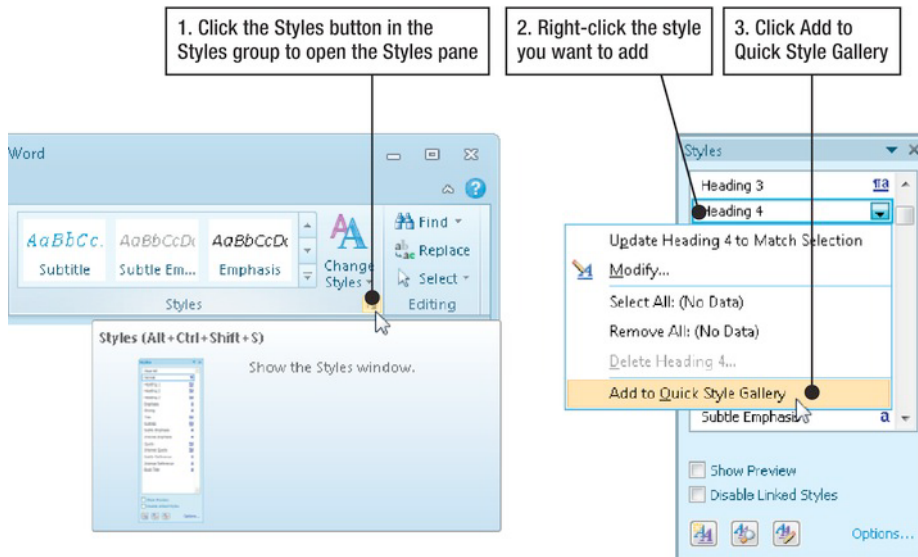 1. Click the Styles button in the
Styles group to open the Styles pane
2. Right-click the style
you want to add
3. Click Add to
Quick Style Gallery
Word
AaBbCc.
AaBbCcDc
AaBbCcDc
Subtitle
Subtle Em...
Emphasis
Change
Styles
Find
Replace
Select
Styles
Editing
Styles (Alt+Ctrl+Shift+S)
Show the Styles window.
Styles
Heading 3
Heading 4
Update Heading 4 to Match Selection
Modify...
Select All: (No Data)
Remove All: (No Data)
Delete Heading 4...
Add to Quick Style Gallery
Subtle Emphasis
a
Show Preview
Disable Linked Styles
Options...